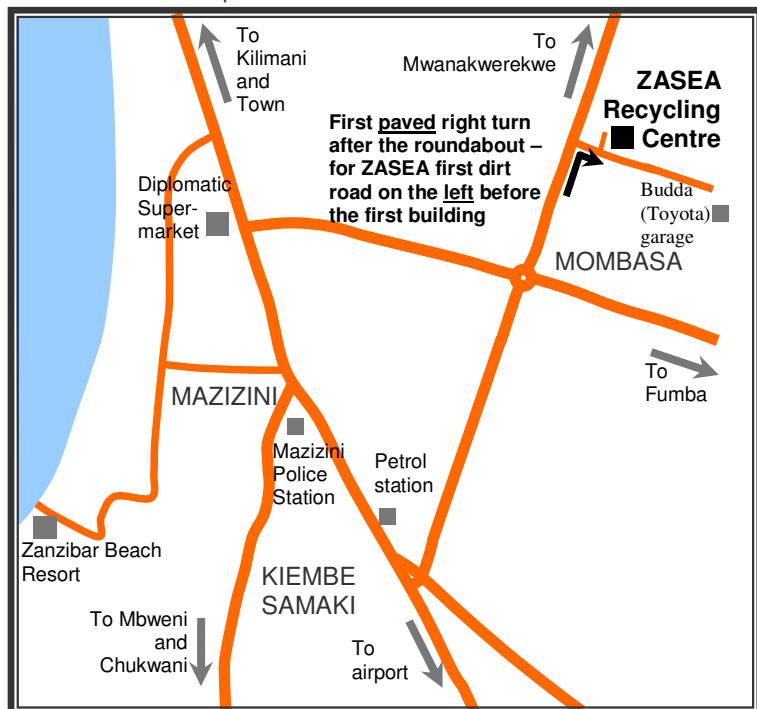 To
Kilimani
and
Town
To
Mwanakwerekwe
ZASEA
Recycling
Centre
First paved right turn
after the roundabout –
for ZASEA first dirt
road on the left before
the first building
Diplomatic
Super-
market
Budda
(Toyota)
garage
MOMBASA
To
Fumba
MAZIZINI
Mazizini
Police
Station
Petrol
station
Zanzibar Beach
Resort
KIEMBE
SAMAKI
To Mbweni
and
Chukwani
To
airport